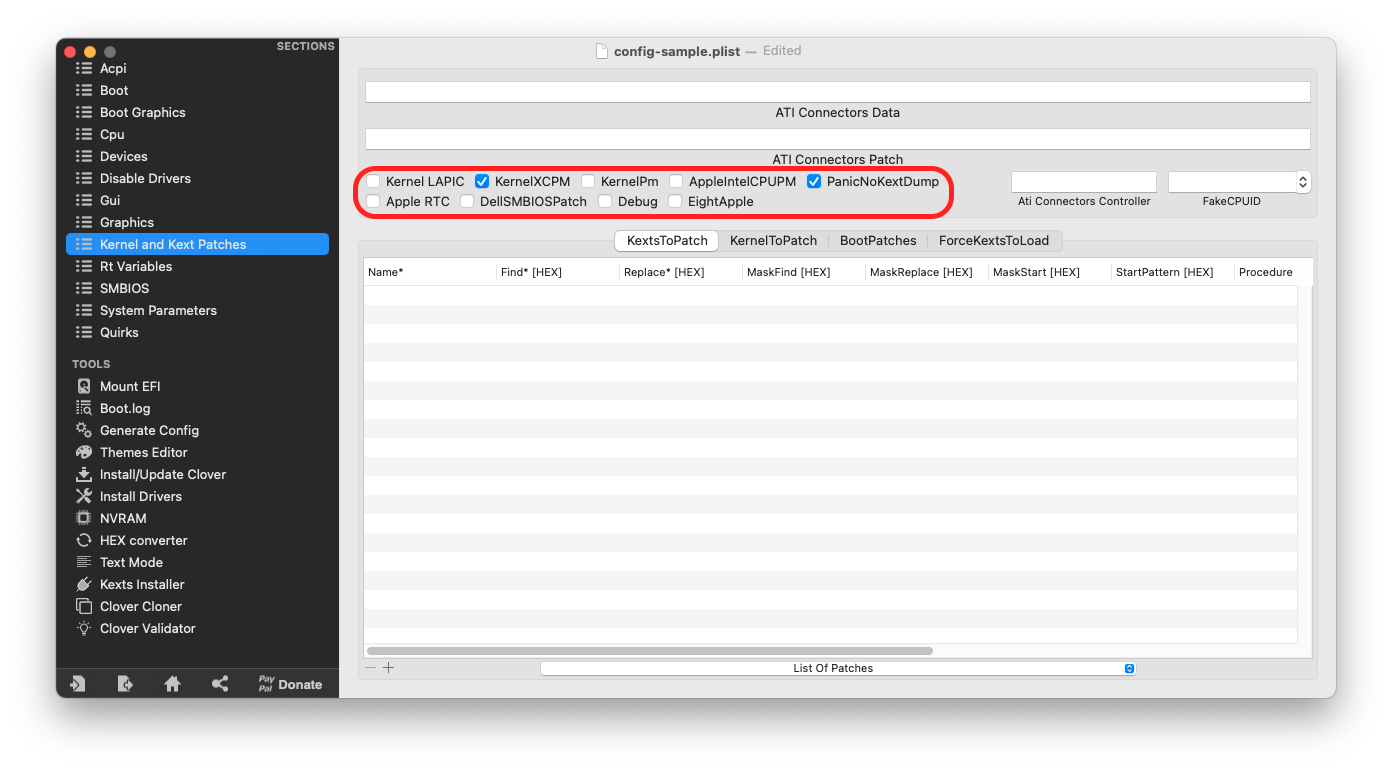 SECTIONS
Acpi
Boot
Boot Graphics
Cpu
Devices
Disable Drivers
Gui
Graphics
Kernel and Kext Patches
Rt Variables
SMBIOS
System Parameters
Quirks
TOOLS
Mount EFI
Boot.log
Generate Config
Themes Editor
Install/Update Clover
Install Drivers
NVRAM
HEX converter
Text Mode
Kexts Installer
Clover Cloner
Clover Validator
Pay Pal Donate
config-sample.plist — Edited
ATI Connectors Data
ATI Connectors Patch
Kernel LAPIC KernelXCPM KernelPm AppleIntelCPUPM PanicNoKextDump
Apple RTC DellSMBIOSPatch Debug EightApple
Ati Connectors Controller FakeCPUID
KextsToPatch KernelToPatch BootPatches ForceKextsToLoad
Name* Find* [HEX] Replace* [HEX] MaskFind [HEX] MaskReplace [HEX] MaskStart [HEX] StartPattern [HEX] Procedure
List Of Patches